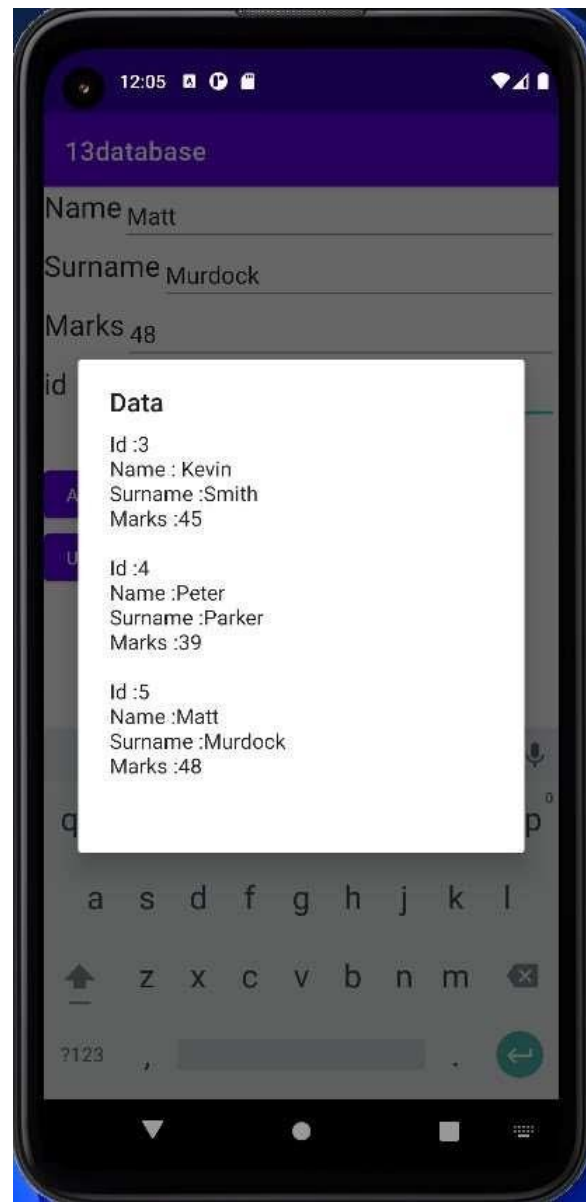 12:05
13database
Name Matt
Surname Murdock
Marks 48
id
Data
Id :3
Name : Kevin
Surname :Smith
Marks :45
Id :4
Name :Peter
Surname :Parker
Marks :39
Id :5
Name :Matt
Surname :Murdock
Marks :48
A
U
q p 0
a s d f g h j k l
z x c v b n m
?123 , .